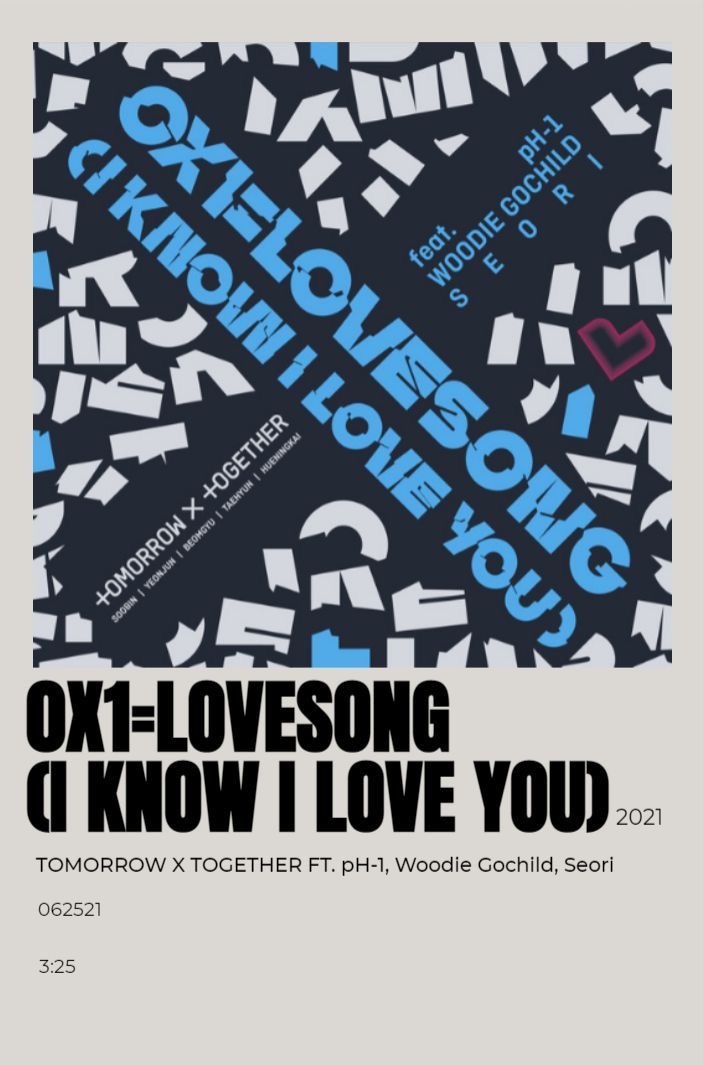 0X1=LOVESONG
(I KNOW I LOVE YOU)
feat.
pH-1
WOODIE GOCHILD
SEORI
TOMORROW X TOGETHER
SOOBIN | YEONJUN | BEOMGYU | TAEHYUN | HUENINGKAI
0X1=LOVESONG
(I KNOW I LOVE YOU) 2021
TOMORROW X TOGETHER FT. pH-1, Woodie Gochild, Seori
062521
3:25